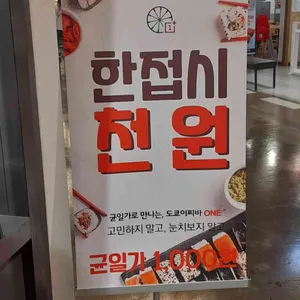 한접시
천 원
균일가로 만나는, 도쿄이찌바 ONE
고민하지 말고, 눈치보지 말고
균일가 1,000원